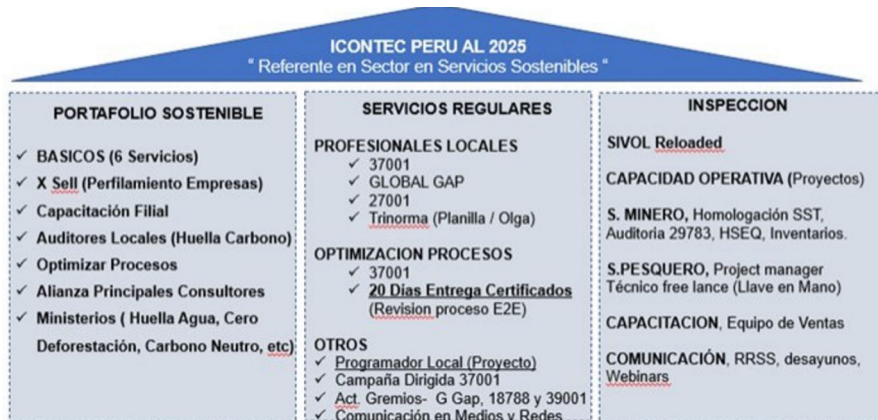 ICONTEC PERU AL 2025
“ Referente en Sector en Servicios Sostenibles “
PORTAFOLIO SOSTENIBLE
✓ BASICOS (6 Servicios)
✓ X Sell (Perfilamiento Empresas)
✓ Capacitación Filial
✓ Auditores Locales (Huella Carbono)
✓ Optimizar Procesos
✓ Alianza Principales Consultores
✓ Ministerios ( Huella Agua, Cero
Deforestación, Carbono Neutro, etc)
SERVICIOS REGULARES
PROFESIONALES LOCALES
✓ 37001
✓ GLOBAL GAP
✓ 27001
✓ Trinorma (Planilla / Olga)
OPTIMIZACION PROCESOS
✓ 37001
✓ 20 Dias Entrega Certificados
(Revision proceso E2E)
OTROS
✓ Programador Local (Proyecto)
✓ Campaña Dirigida 37001
✓ Act. Gremios- G Gap, 18788 y 39001
✓ Comunicación en Medios y Redes
INSPECCION
SIVOL Reloaded
CAPACIDAD OPERATIVA (Proyectos)
S. MINERO, Homologación SST,
Auditoria 29783, HSEQ, Inventarios.
S.PESQUERO, Project manager
Técnico free lance (Llave en Mano)
CAPACITACION, Equipo de Ventas
COMUNICACIÓN, RRSS, desayunos,
Webinars